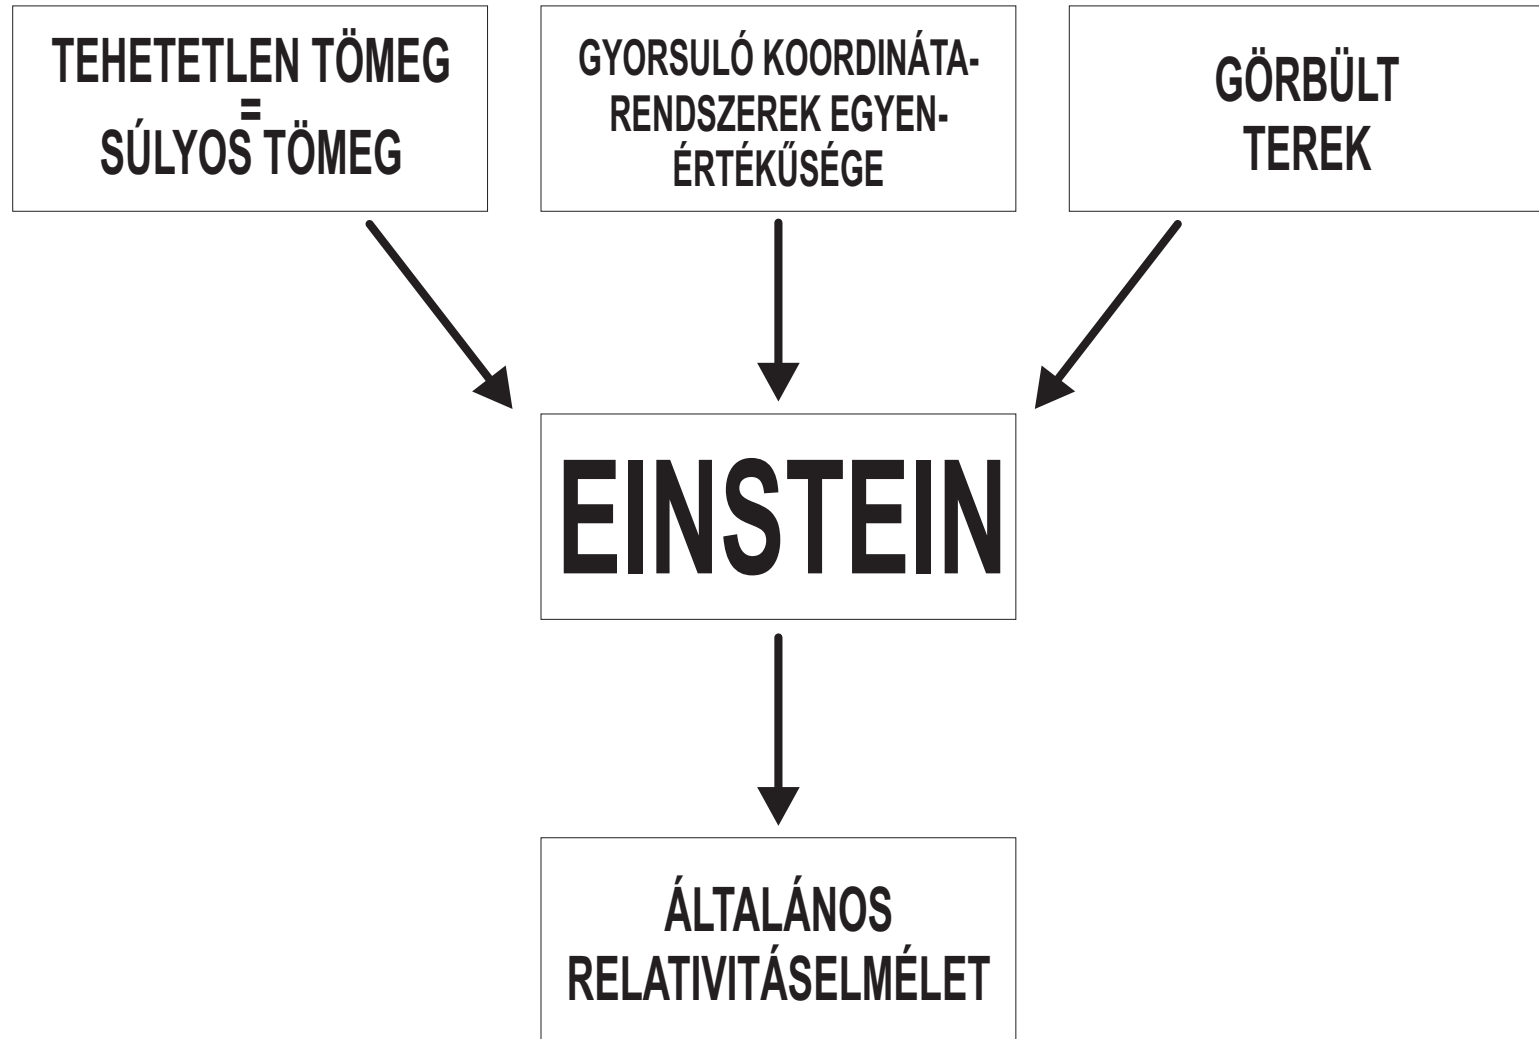 TEHETETLEN TÖMEG
=
SÚLYOS TÖMEG
GYORSULÓ KOORDINÁTA-
RENDSZEREK EGYEN-
ÉRTÉKŰSÉGE
GÖRBÜLT
TEREK
EINSTEIN
ÁLTALÁNOS
RELATIVITÁSELMÉLET